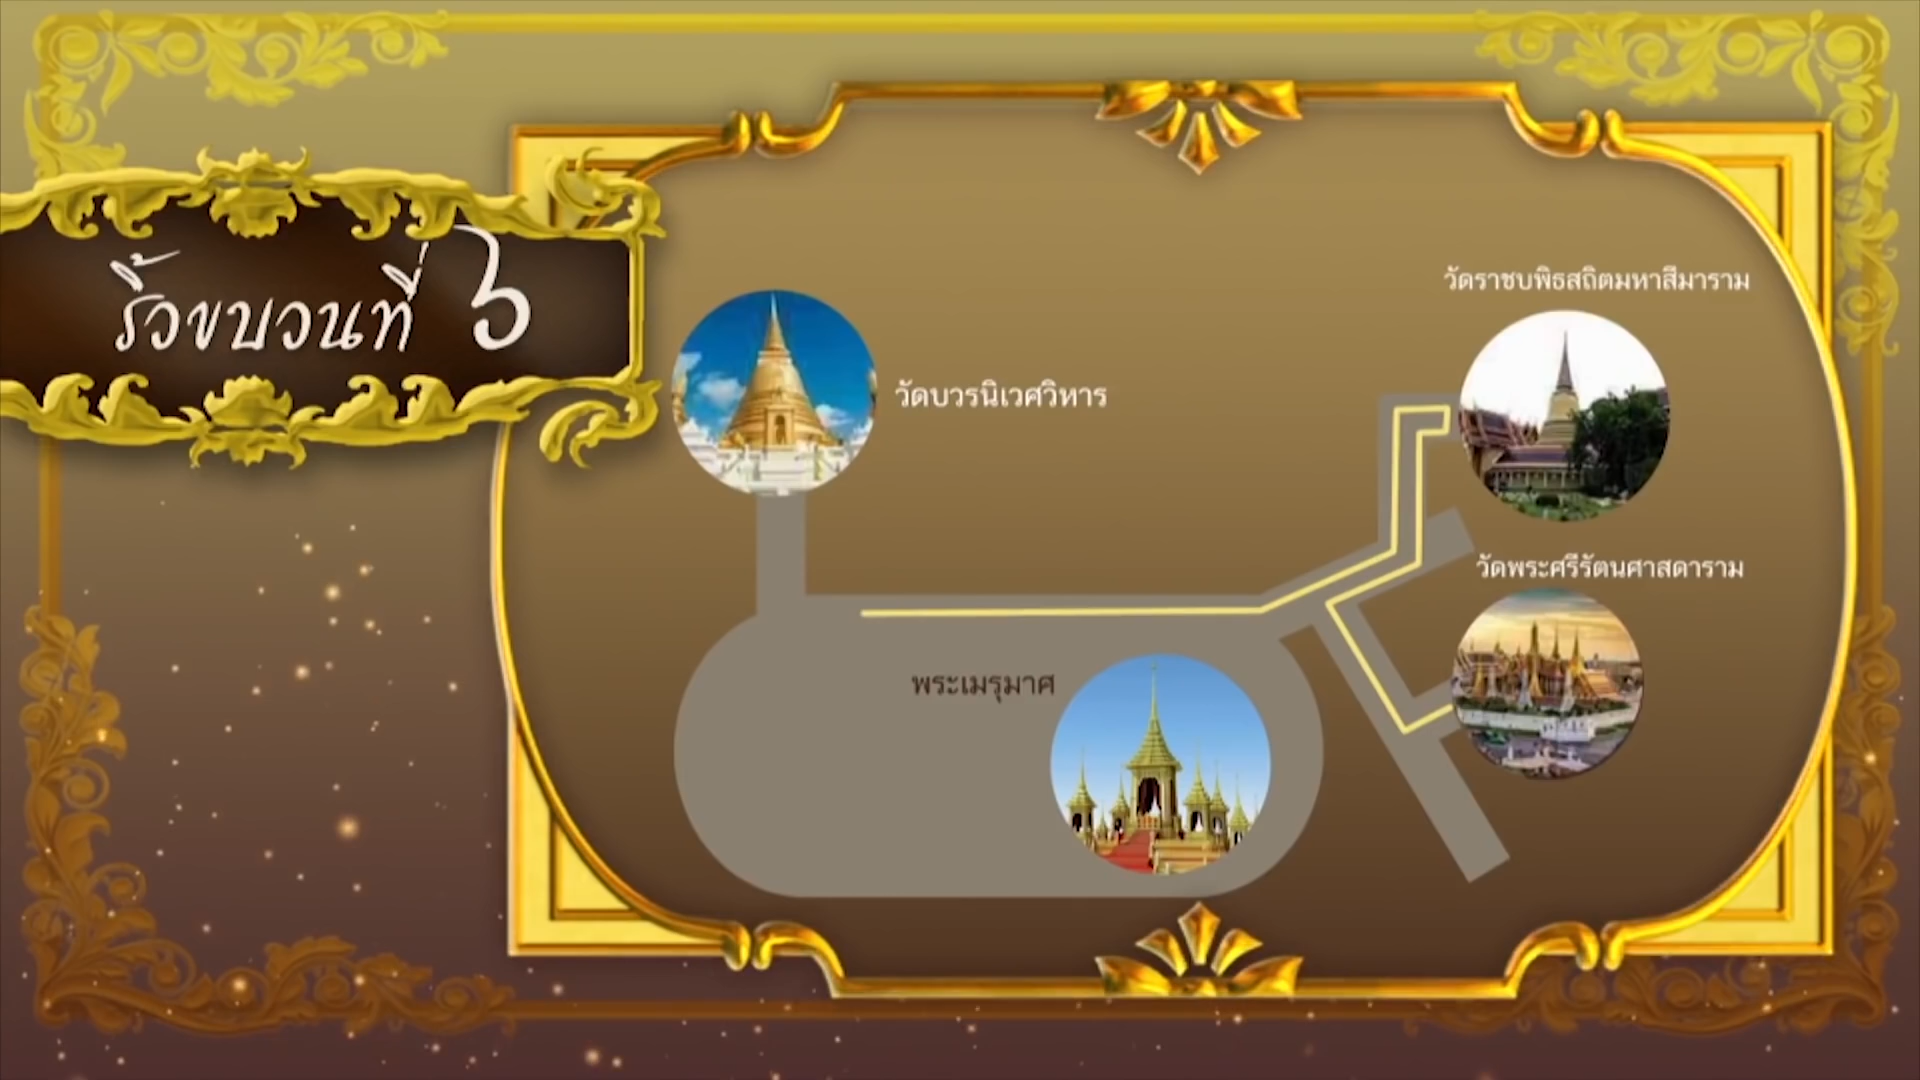 ริ้วขบวนที่ ๖
วัดราชบพิธสถิตมหาสีมาราม
วัดบวรนิเวศวิหาร
วัดพระศรีรัตนศาสดาราม
พระเมรุมาศ